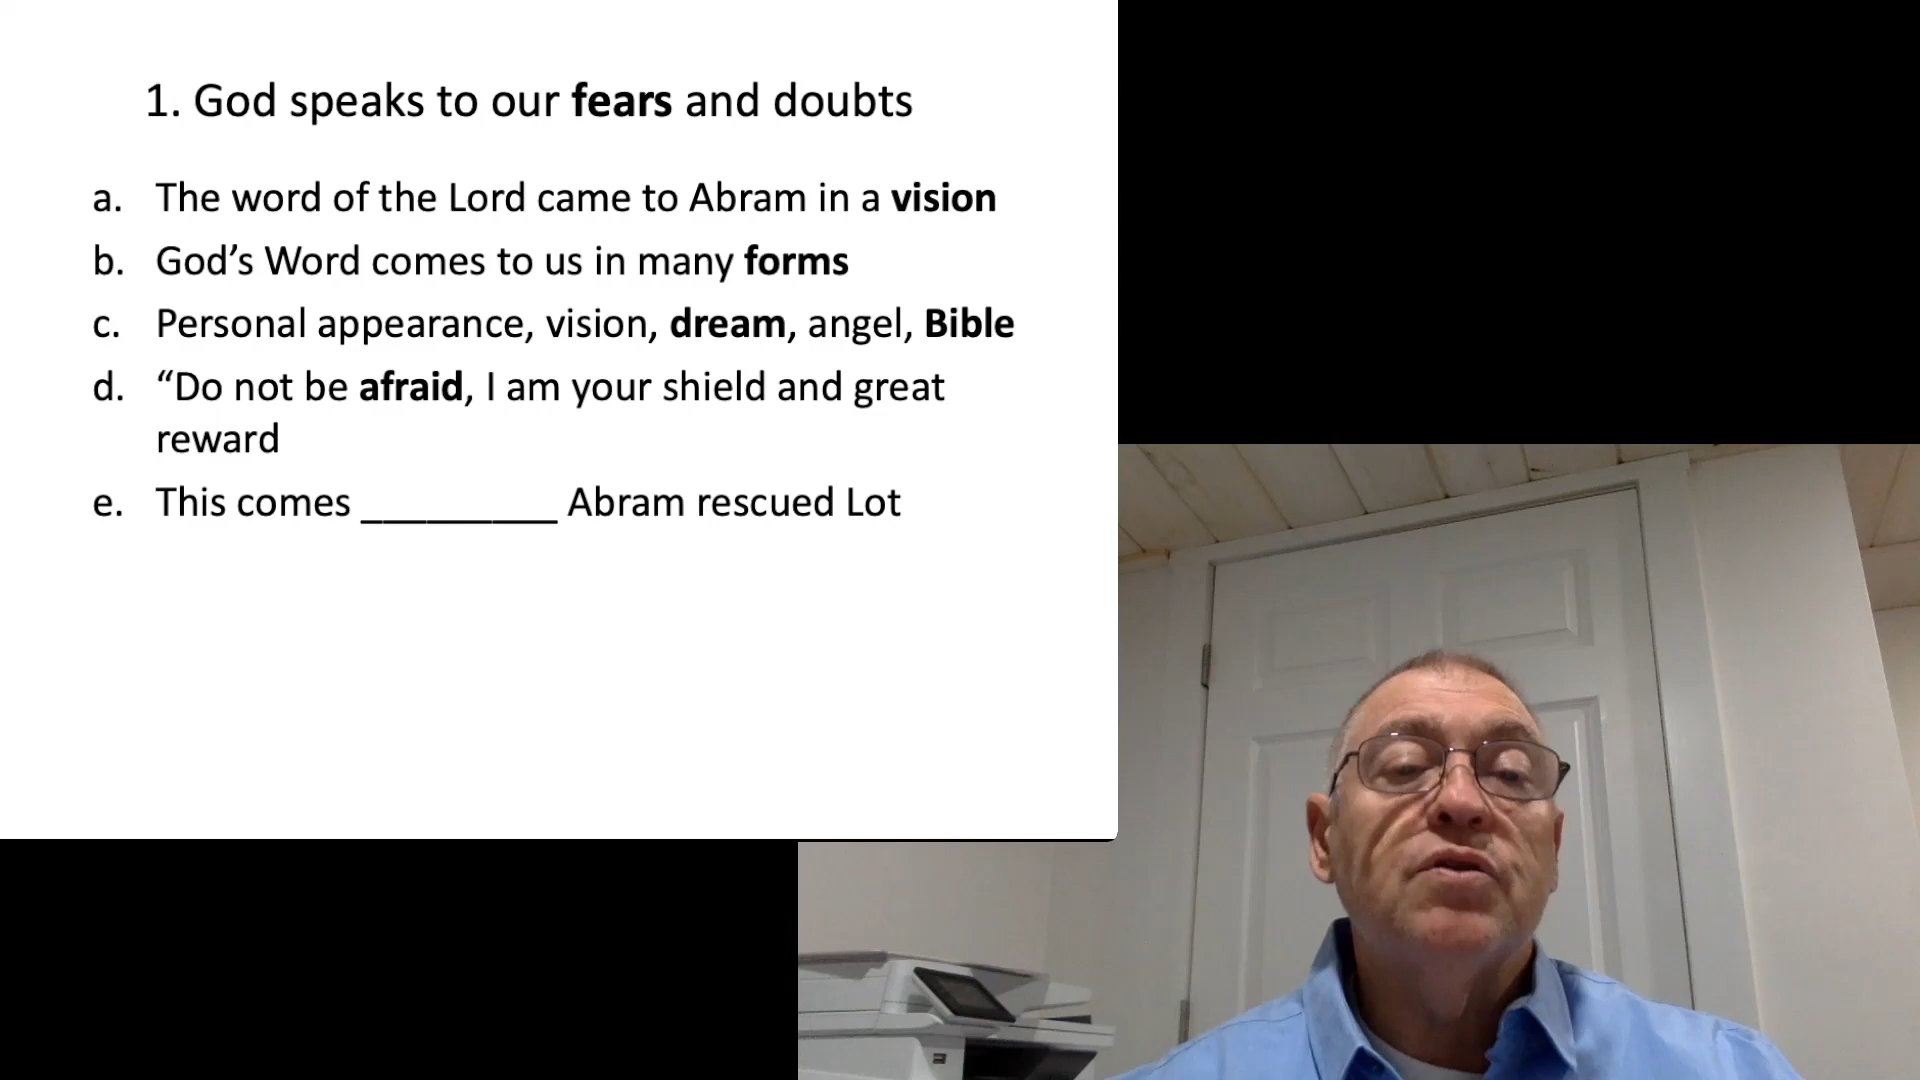 1. God speaks to our fears and doubts
a. The word of the Lord came to Abram in a vision
b. God’s Word comes to us in many forms
c. Personal appearance, vision, dream, angel, Bible
d. “Do not be afraid, I am your shield and great
reward
e. This comes _________ Abram rescued Lot